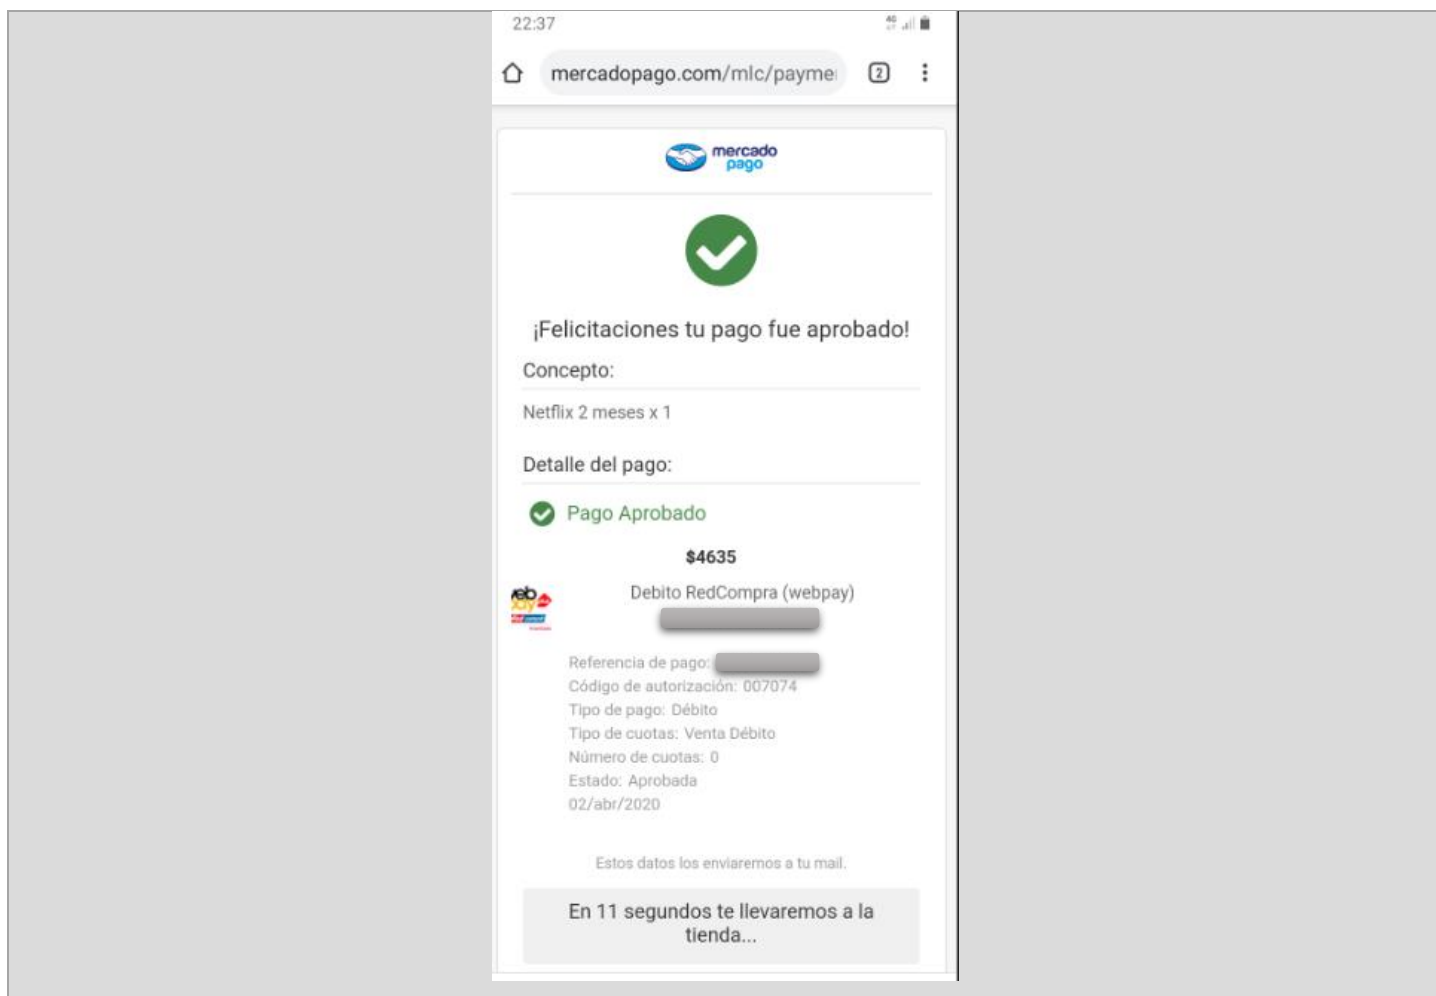 22:37
4G
mercadopago.com/mlc/payme
2
mercado
pago
¡Felicitaciones tu pago fue aprobado!
Concepto:
Netflix 2 meses x 1
Detalle del pago:
Pago Aprobado
$4635
Debito RedCompra (webpay)
Referencia de pago:
Código de autorización: 007074
Tipo de pago: Débito
Tipo de cuotas: Venta Débito
Número de cuotas: 0
Estado: Aprobada
02/abr/2020
Estos datos los enviaremos a tu mail.
En 11 segundos te llevaremos a la
tienda...